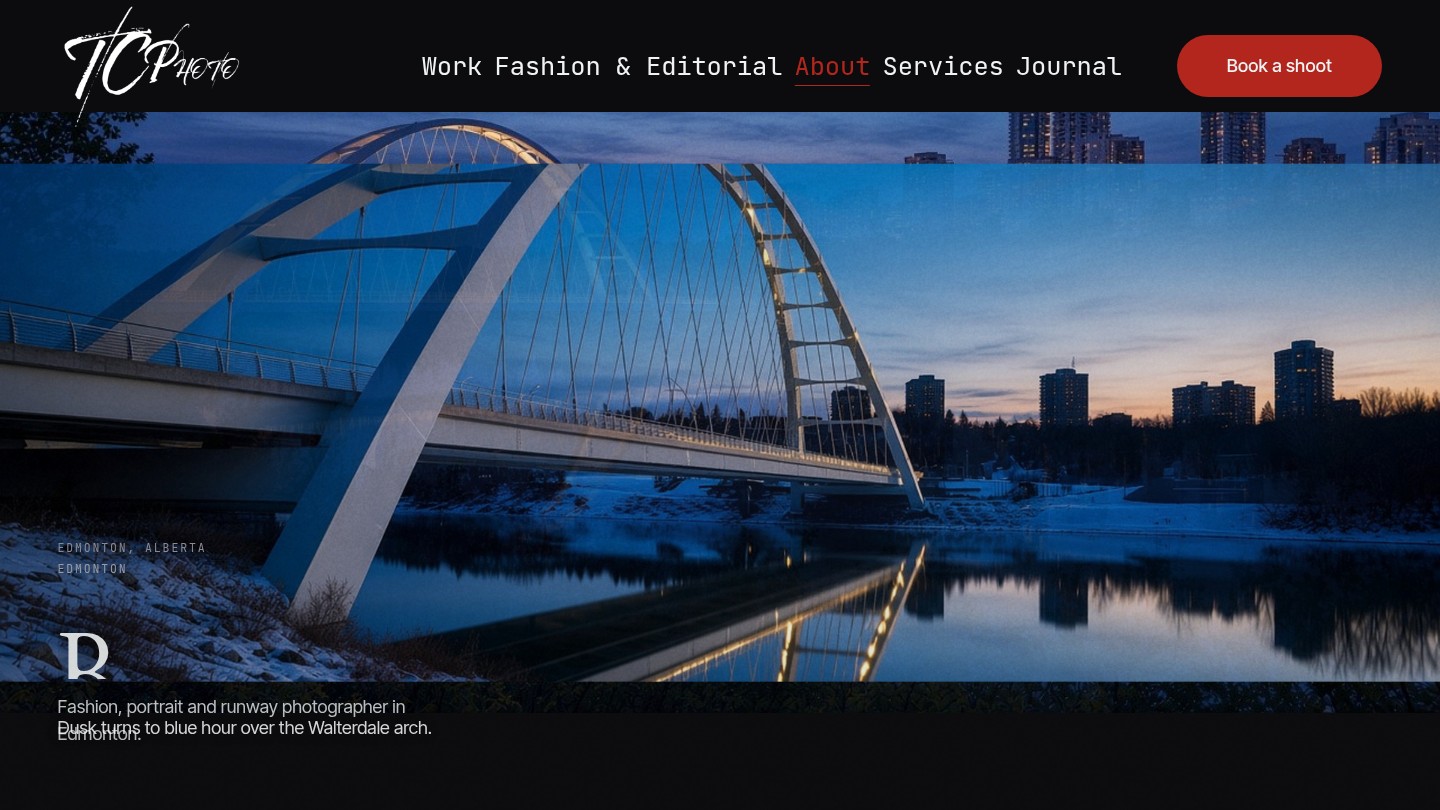 TCPHOTO
Work Fashion & Editorial About Services Journal
Book a shoot
EDMONTON, ALBERTA
EDMONTON
R
Fashion, portrait and runway photographer in
Dusk turns to blue hour over the Walterdale arch.
Edmonton.